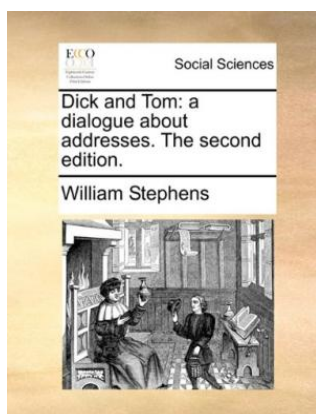 ECCO
Social Sciences
Dick and Tom: a
dialogue about
addresses. The second
edition.
William Stephens